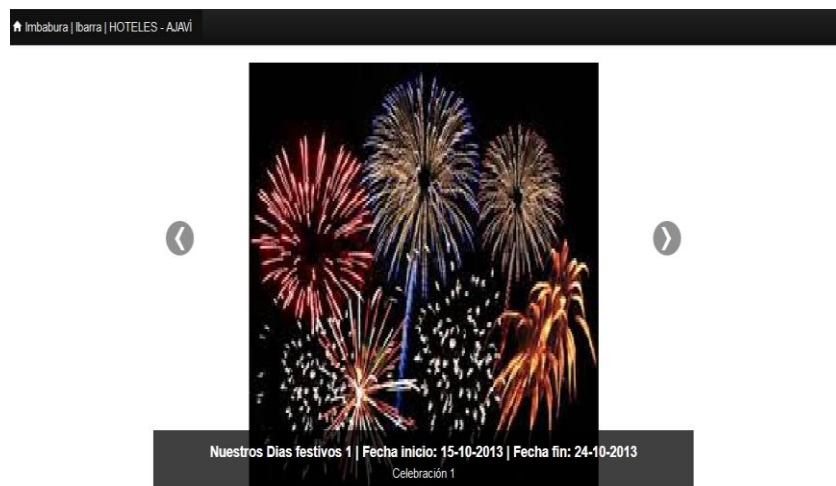 Imbabura | Ibarra | HOTELES - AJAVÌ
Nuestros Dias festivos 1 | Fecha inicio: 15-10-2013 | Fecha fin: 24-10-2013
Celebración 1